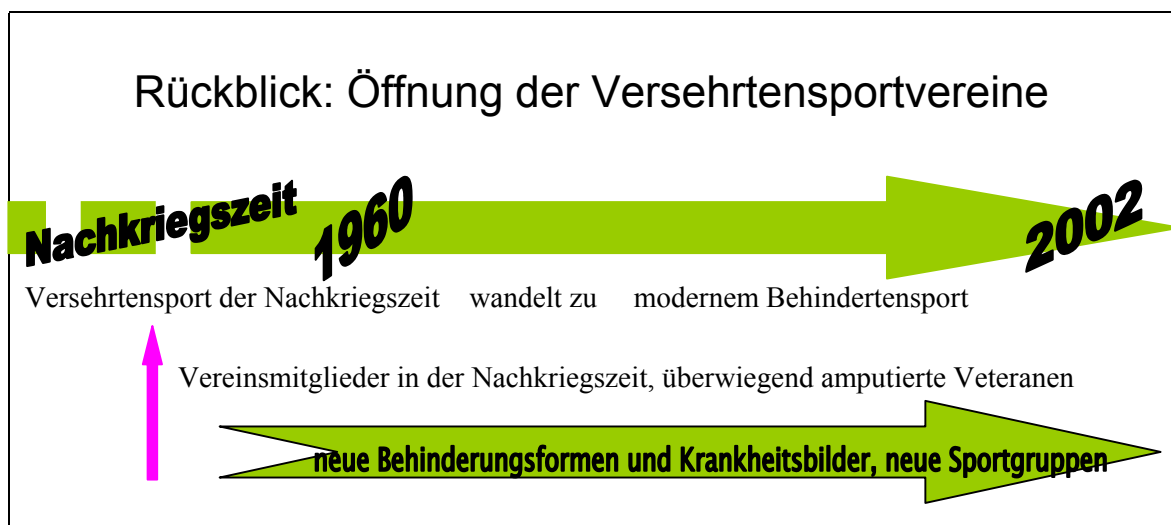 Rückblick: Öffnung der Versehrtensportvereine
Nachkriegszeit 1960 2002
Versehrtensport der Nachkriegszeit wandelt zu modernem Behindertensport
Vereinsmitglieder in der Nachkriegszeit, überwiegend amputierte Veteranen
neue Behinderungsformen und Krankheitsbilder, neue Sportgruppen